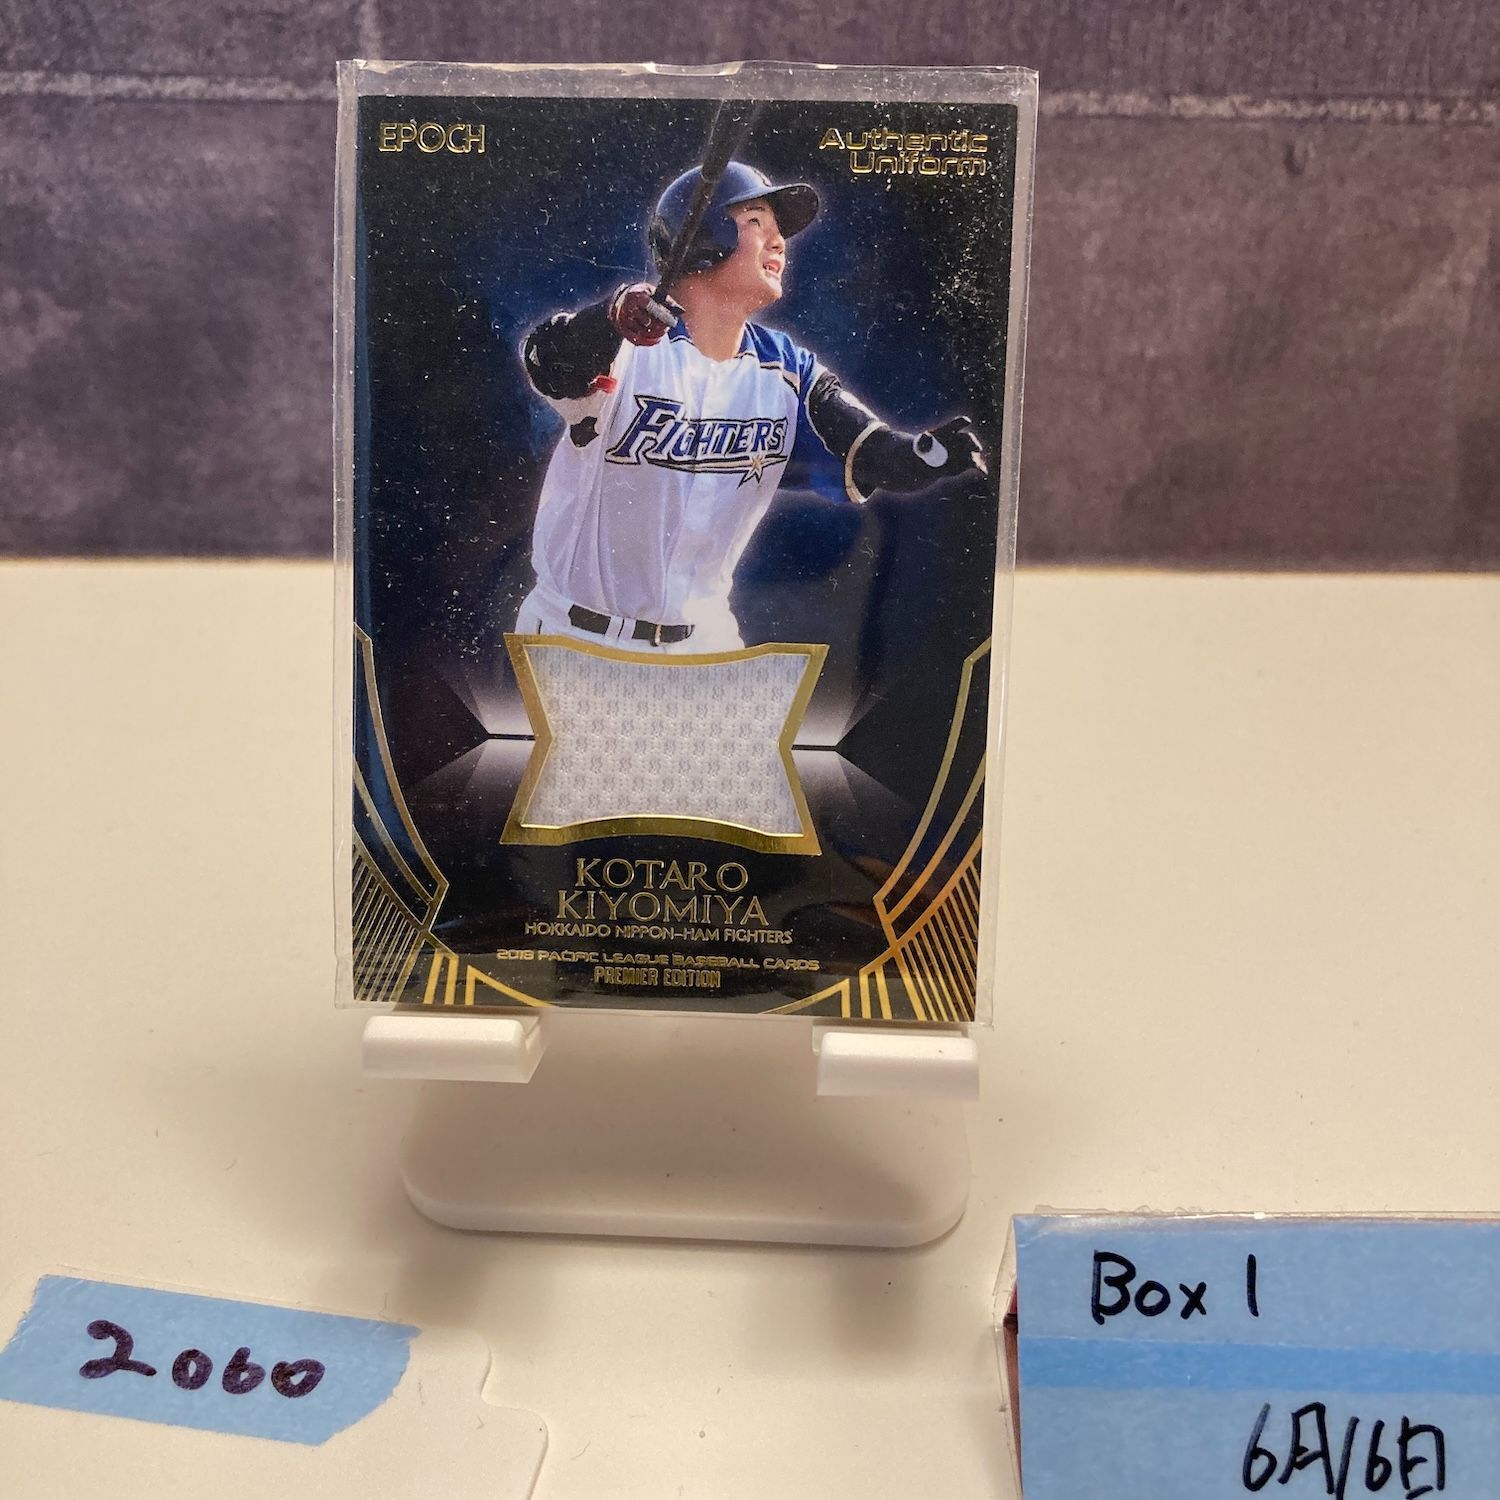 EPOCH
Authentic
Uniform
FIGHTERS
KOTARO
KIYOMIYA
HOKKAIDO NIPPON-HAM FIGHTERS
2018 PACIFIC LEAGUE BASEBALL CARDS
PREMIER EDITION
2060
Box 1
6月16日